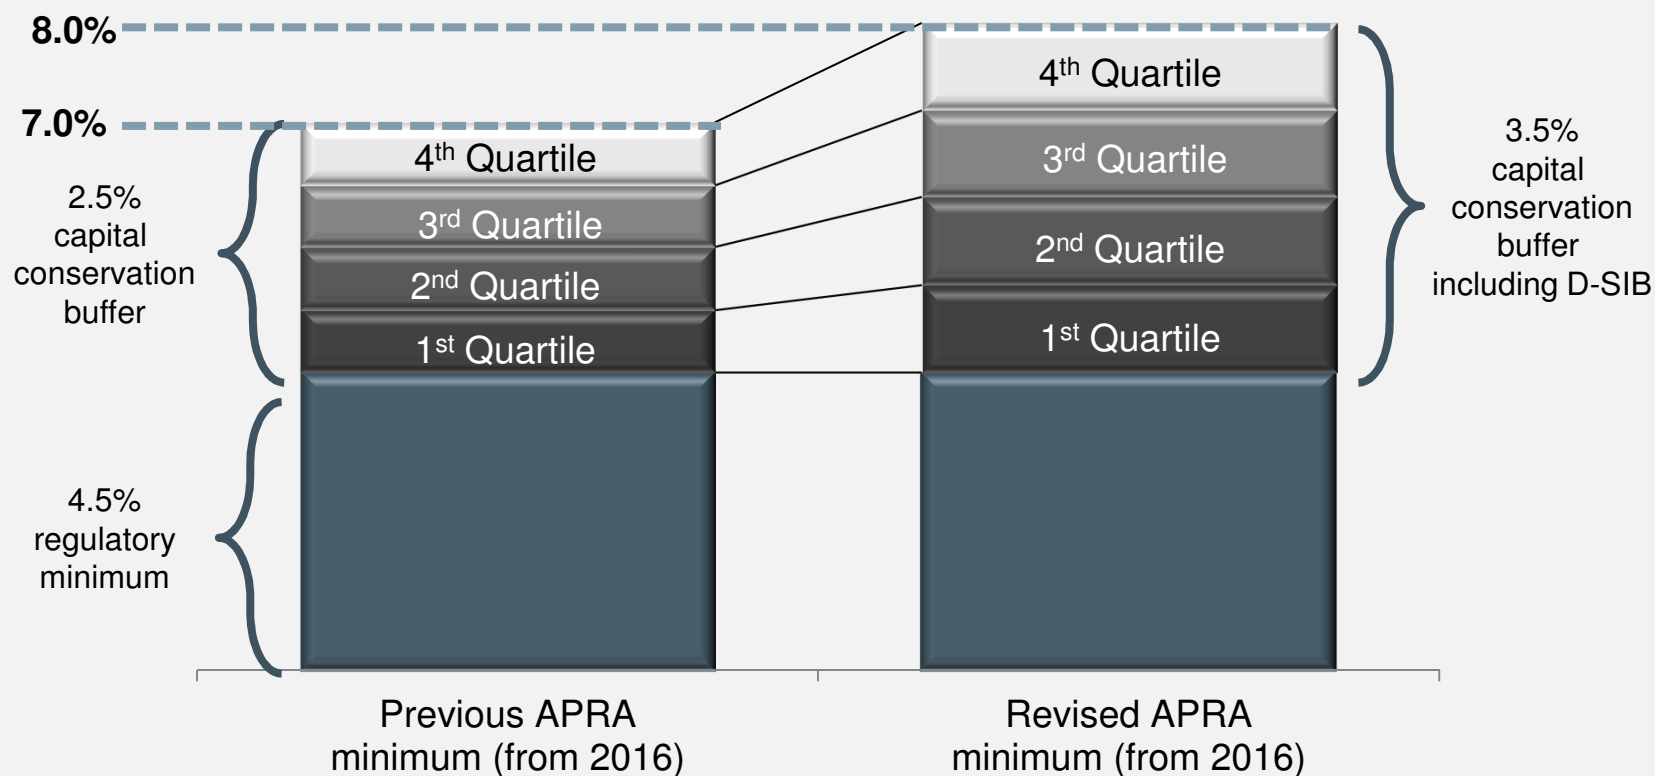 8.0%
7.0%
2.5%
capital
conservation
buffer
4.5%
regulatory
minimum
4th Quartile
3rd Quartile
2nd Quartile
1st Quartile
4th Quartile
3rd Quartile
2nd Quartile
1st Quartile
3.5%
capital
conservation
buffer
including D-SIB
Previous APRA
minimum (from 2016)
Revised APRA
minimum (from 2016)